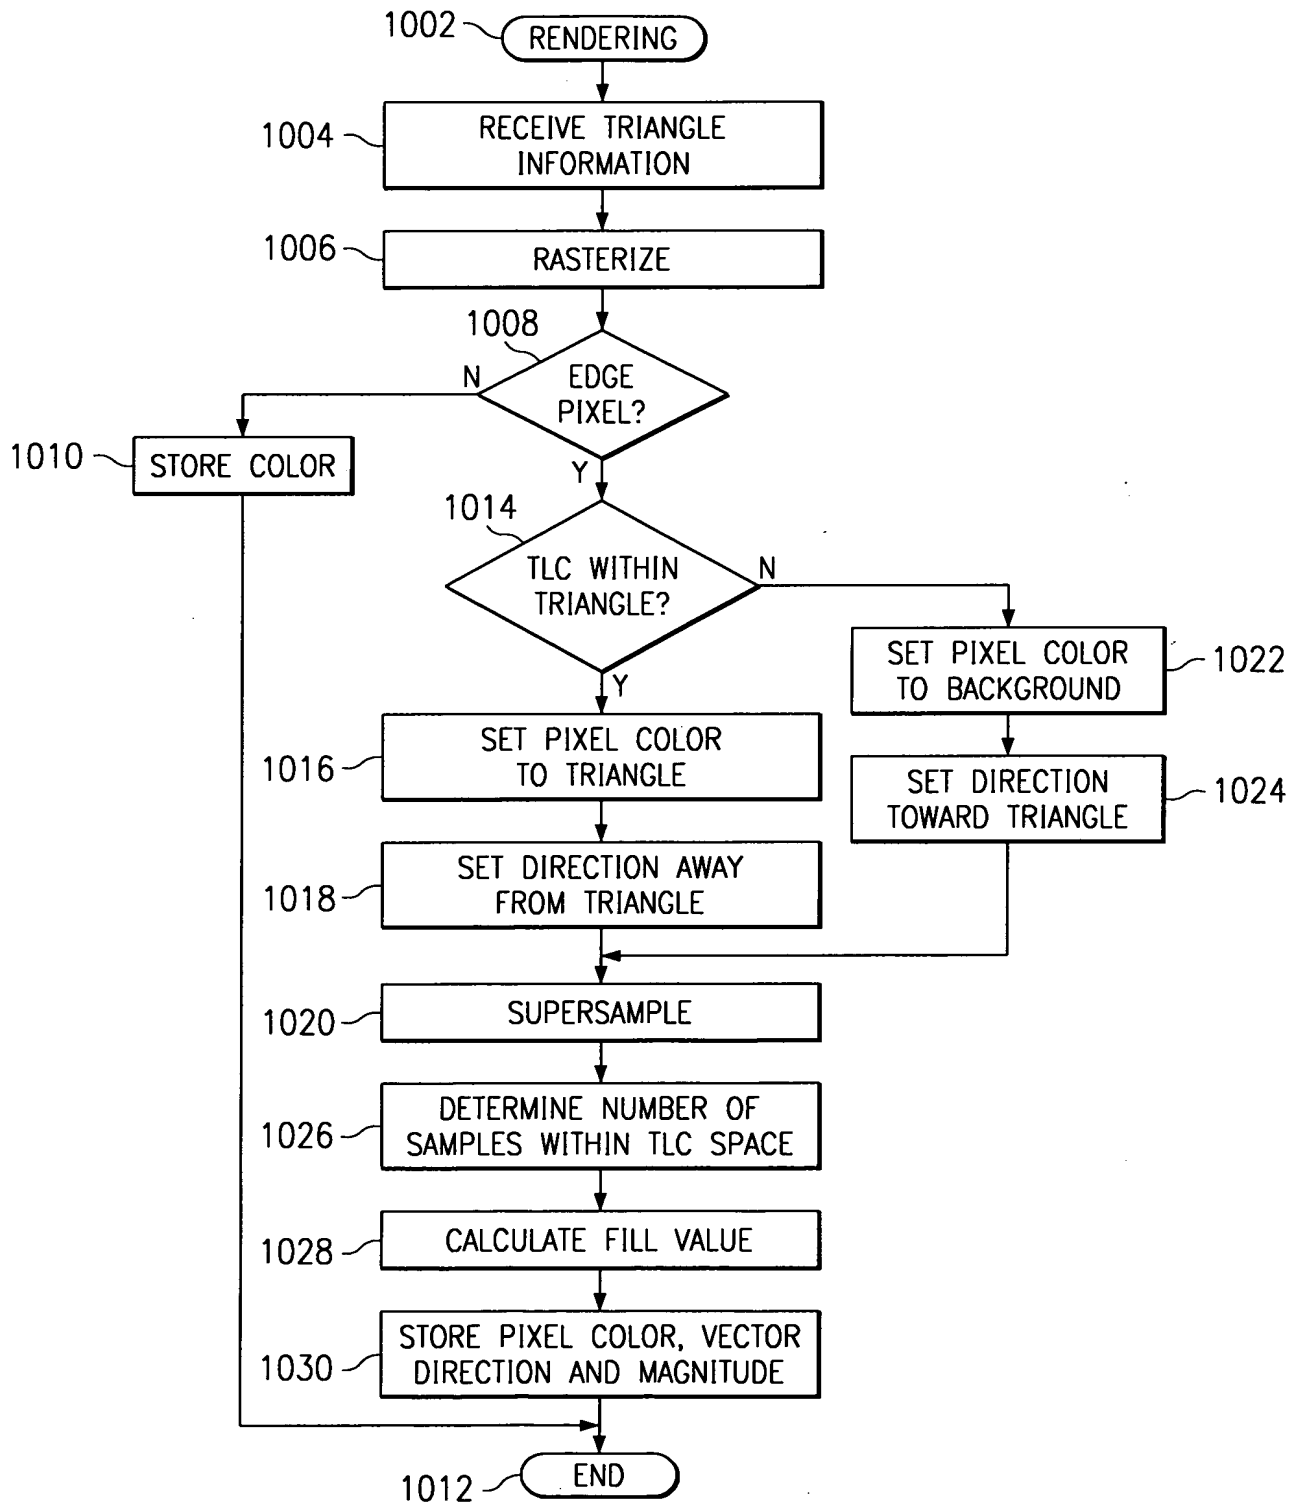 1002
RENDERING
1004
RECEIVE TRIANGLE
INFORMATION
1006
RASTERIZE
1008
EDGE
PIXEL?
N
Y
1010
STORE COLOR
1014
TLC WITHIN
TRIANGLE?
N
Y
SET PIXEL COLOR
TO BACKGROUND
1022
1016
SET PIXEL COLOR
TO TRIANGLE
SET DIRECTION
TOWARD TRIANGLE
1024
1018
SET DIRECTION AWAY
FROM TRIANGLE
1020
SUPERSAMPLE
1026
DETERMINE NUMBER OF
SAMPLES WITHIN TLC SPACE
1028
CALCULATE FILL VALUE
1030
STORE PIXEL COLOR, VECTOR
DIRECTION AND MAGNITUDE
1012
END